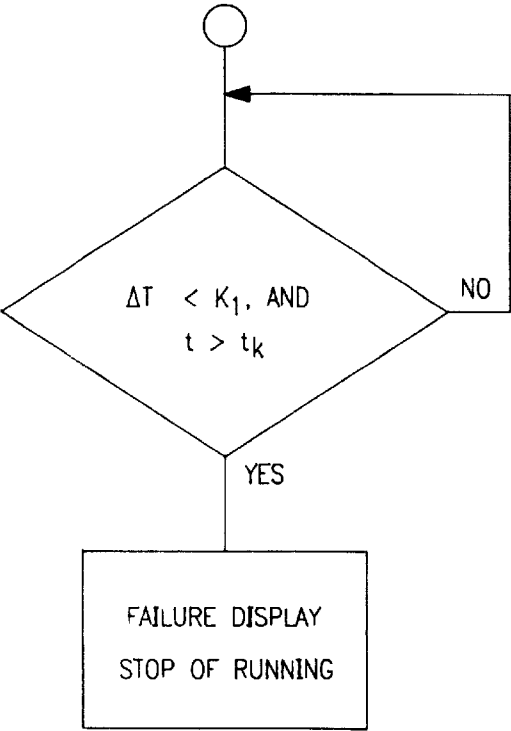 ΔT < K₁, AND
t > tₖ
NO
YES
FAILURE DISPLAY
STOP OF RUNNING